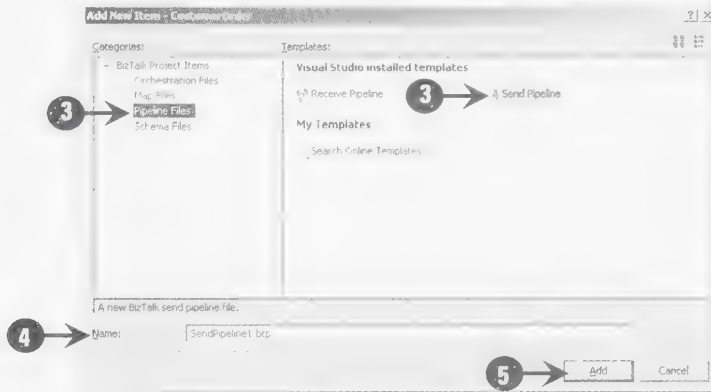 Add New Item -
? ×
Categories:
Templates:
− BizTalk Project Items
Orchestration Files
Map Files
Pipeline Files
Schema Files
3
Visual Studio installed templates
Receive Pipeline
3
Send Pipeline
My Templates
Search Online Templates
A new BizTalk send pipeline file.
4
Name:
SendPipeline1.btp
5
Add
Cancel